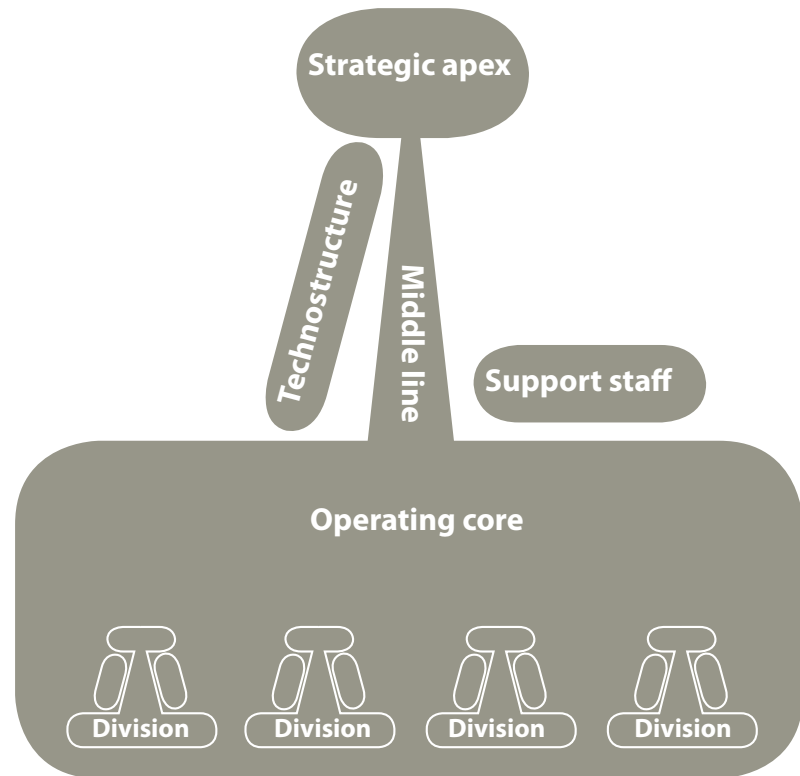 Strategic apex
Technostructure
Middle line
Support staff
Operating core
Division
Division
Division
Division